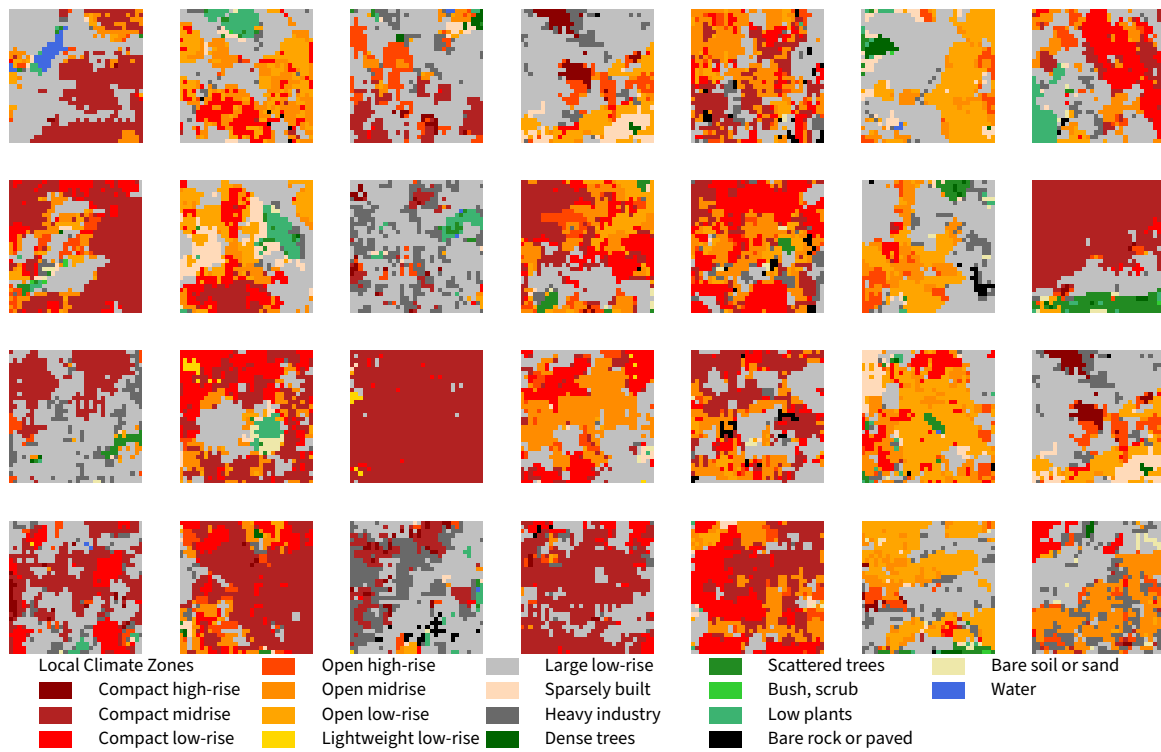 Local Climate Zones
Compact high-rise
Compact midrise
Compact low-rise
Open high-rise
Open midrise
Open low-rise
Lightweight low-rise
Large low-rise
Sparsely built
Heavy industry
Dense trees
Scattered trees
Bush, scrub
Low plants
Bare rock or paved
Bare soil or sand
Water